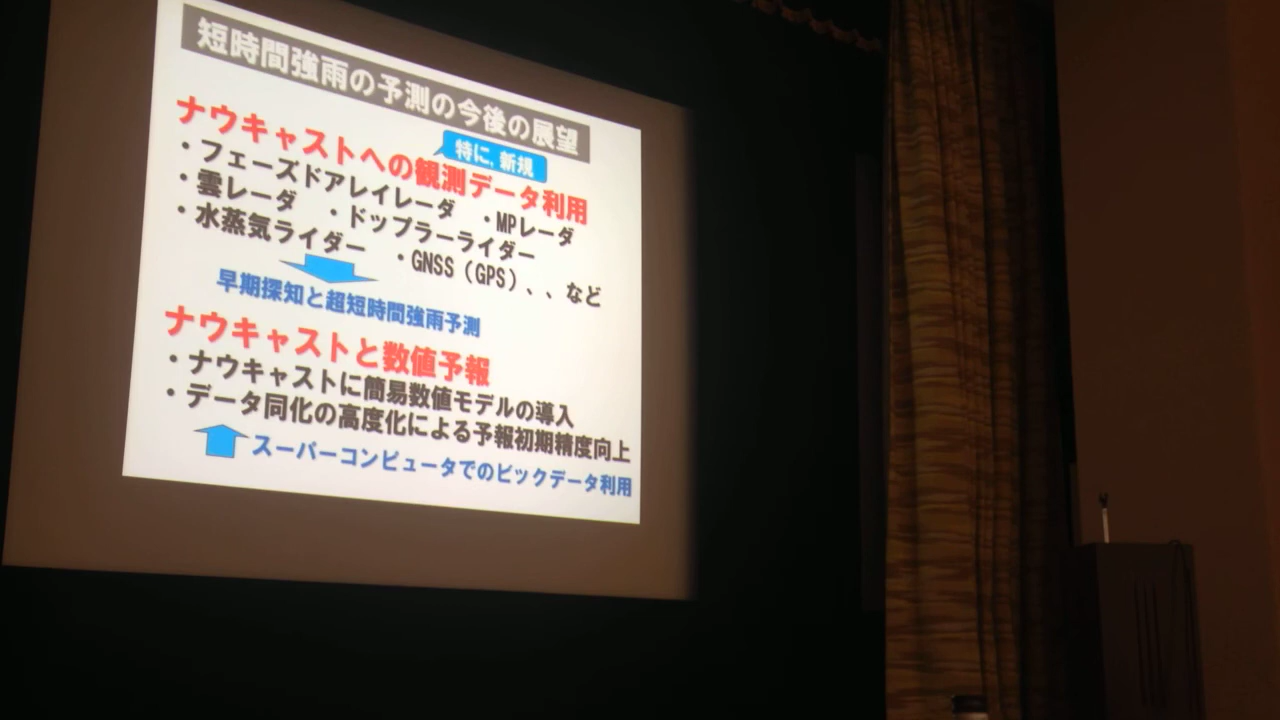 短時間強雨の予測の今後の展望
特に, 新規
ナウキャストへの観測データ利用
・フェーズドアレイレーダ ・MPレーダ
・雲レーダ ・ドップラーライダー
・水蒸気ライダー ・GNSS（GPS）、、など
早期探知と超短時間強雨予測
ナウキャストと数値予報
・ナウキャストに簡易数値モデルの導入
・データ同化の高度化による予報初期精度向上
スーパーコンピュータでのビックデータ利用